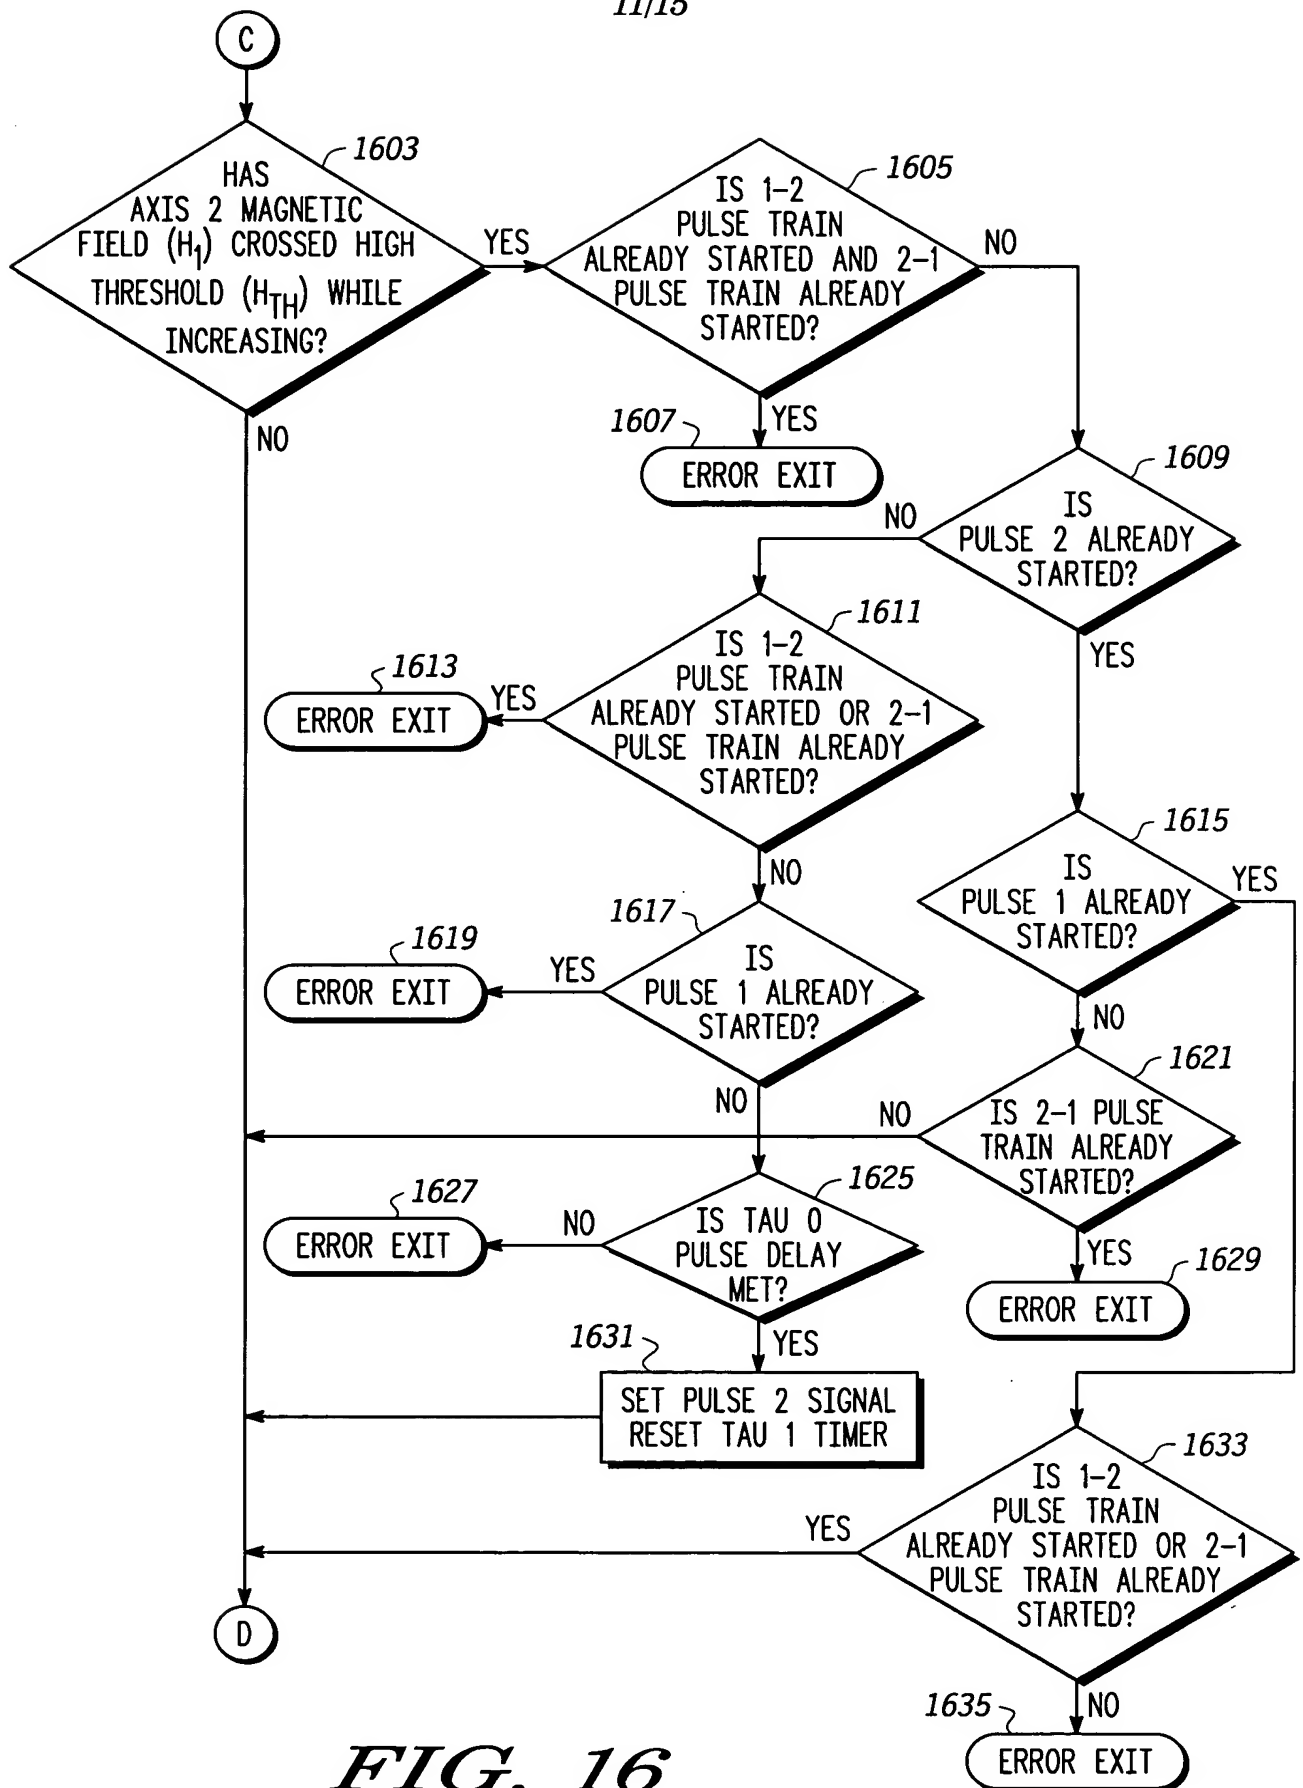 11/15
C
1603
HAS
AXIS 2 MAGNETIC
FIELD (H1) CROSSED HIGH
THRESHOLD (HTH) WHILE
INCREASING?
YES
NO
1605
IS 1-2
PULSE TRAIN
ALREADY STARTED AND 2-1
PULSE TRAIN ALREADY
STARTED?
NO
YES
1607
ERROR EXIT
1609
IS
PULSE 2 ALREADY
STARTED?
NO
YES
1611
IS 1-2
PULSE TRAIN
ALREADY STARTED OR 2-1
PULSE TRAIN ALREADY
STARTED?
YES
1613
ERROR EXIT
NO
1615
IS
PULSE 1 ALREADY
STARTED?
YES
NO
1617
IS
PULSE 1 ALREADY
STARTED?
YES
1619
ERROR EXIT
NO
1621
IS 2-1 PULSE
TRAIN ALREADY
STARTED?
NO
YES
1625
IS TAU 0
PULSE DELAY
MET?
NO
1627
ERROR EXIT
YES
1629
ERROR EXIT
1631
SET PULSE 2 SIGNAL
RESET TAU 1 TIMER
1633
IS 1-2
PULSE TRAIN
ALREADY STARTED OR 2-1
PULSE TRAIN ALREADY
STARTED?
YES
D
NO
1635
ERROR EXIT
FIG. 16